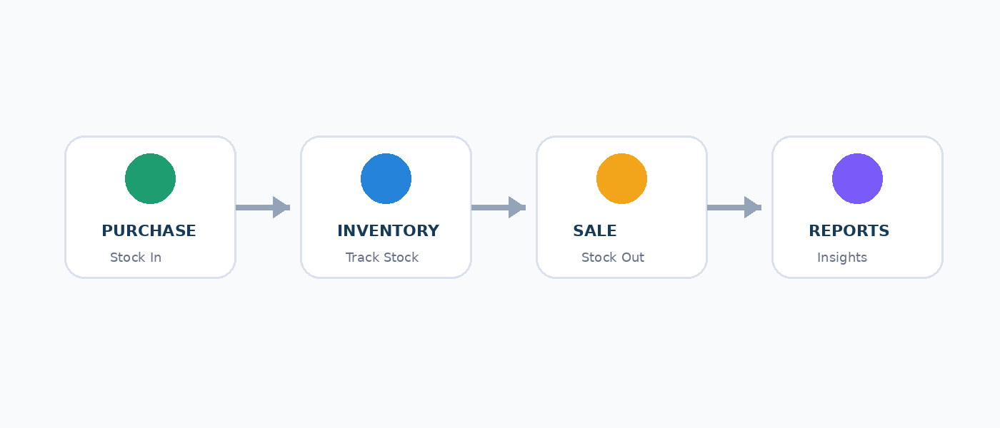 PURCHASE
Stock In
INVENTORY
Track Stock
SALE
Stock Out
REPORTS
Insights